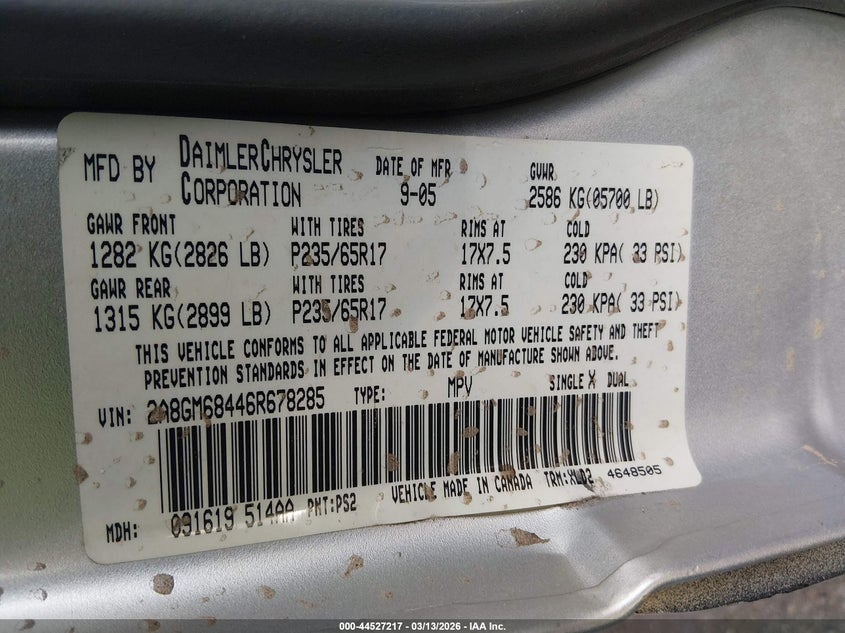 MFD BY DAIMLERCHRYSLER CORPORATION DATE OF MFR 9-05 GVWR 2586 KG(05700 LB)
GAWR FRONT WITH TIRES RIMS AT COLD
1282 KG(2826 LB) P235/65R17 17X7.5 230 KPA( 33 PSI)
GAWR REAR WITH TIRES RIMS AT COLD
1315 KG(2899 LB) P235/65R17 17X7.5 230 KPA( 33 PSI)
THIS VEHICLE CONFORMS TO ALL APPLICABLE FEDERAL MOTOR VEHICLE SAFETY AND THEFT
PREVENTION STANDARDS IN EFFECT ON THE DATE OF MANUFACTURE SHOWN ABOVE.
VIN: 2A8GM68446R678285 TYPE: MPV SINGLE X DUAL
MDH: 091619 514AA PNT:PS2 VEHICLE MADE IN CANADA TRM: 4648505
000-44527217 - 03/13/2026 - IAA Inc.